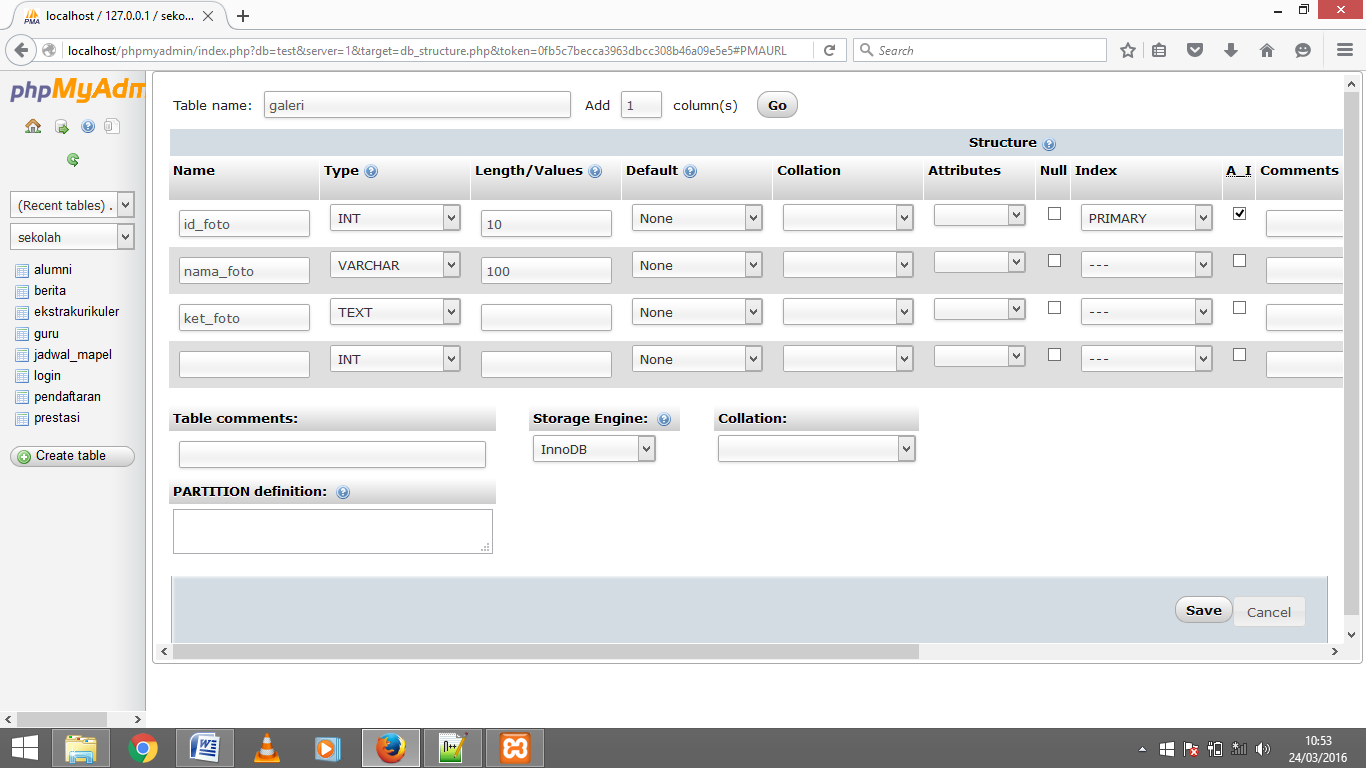 localhost / 127.0.0.1 / seko...
localhost/phpmyadmin/index.php?db=test&server=1&target=db_structure.php&token=0fb5c7becca3963dbcc308b46a09e5e5#PMAURL
Search
phpMyAdm
(Recent tables) .
sekolah
alumni
berita
ekstrakurikuler
guru
jadwal_mapel
login
pendaftaran
prestasi
Create table
Table name: galeri Add 1 column(s) Go
Structure
Name Type Length/Values Default Collation Attributes Null Index A_I Comments
id_foto INT 10 None PRIMARY
nama_foto VARCHAR 100 None ---
ket_foto TEXT None ---
INT None ---
Table comments: Storage Engine: Collation:
InnoDB
PARTITION definition:
Save Cancel
10:53
24/03/2016